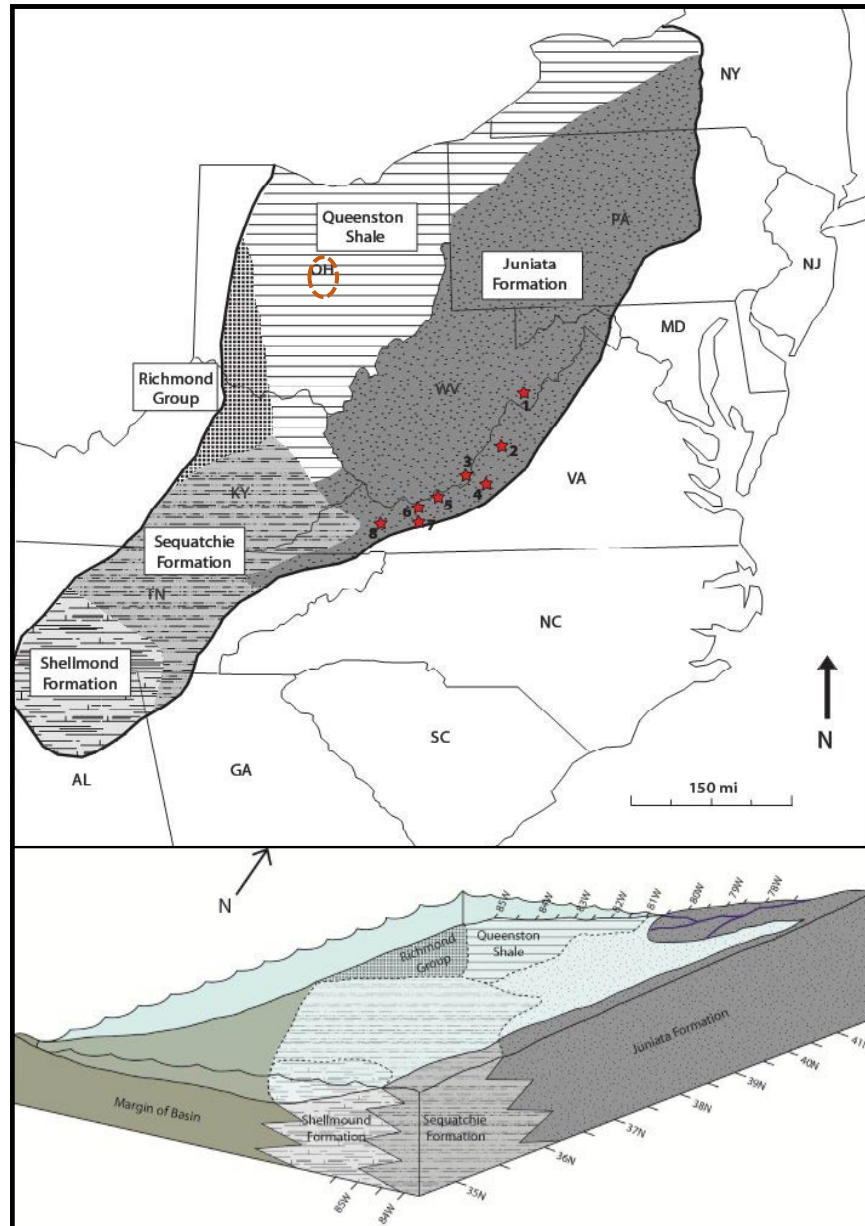 NY
Queenston
Shale
PA
OH
NJ
Juniata
Formation
MD
Richmond
Group
WV
1
2
3
VA
4
KY
5
6
7
8
Sequatchie
Formation
TN
NC
Shellmond
Formation
SC
N
AL
GA
150 mi
N
85W
84W
83W
82W
81W
80W
79W
78W
Queenston
Shale
Richmond
Group
Juniata Formation
41N
40N
39N
38N
37N
36N
35N
Margin of Basin
Shellmound
Formation
Sequatchie
Formation
85W
84W